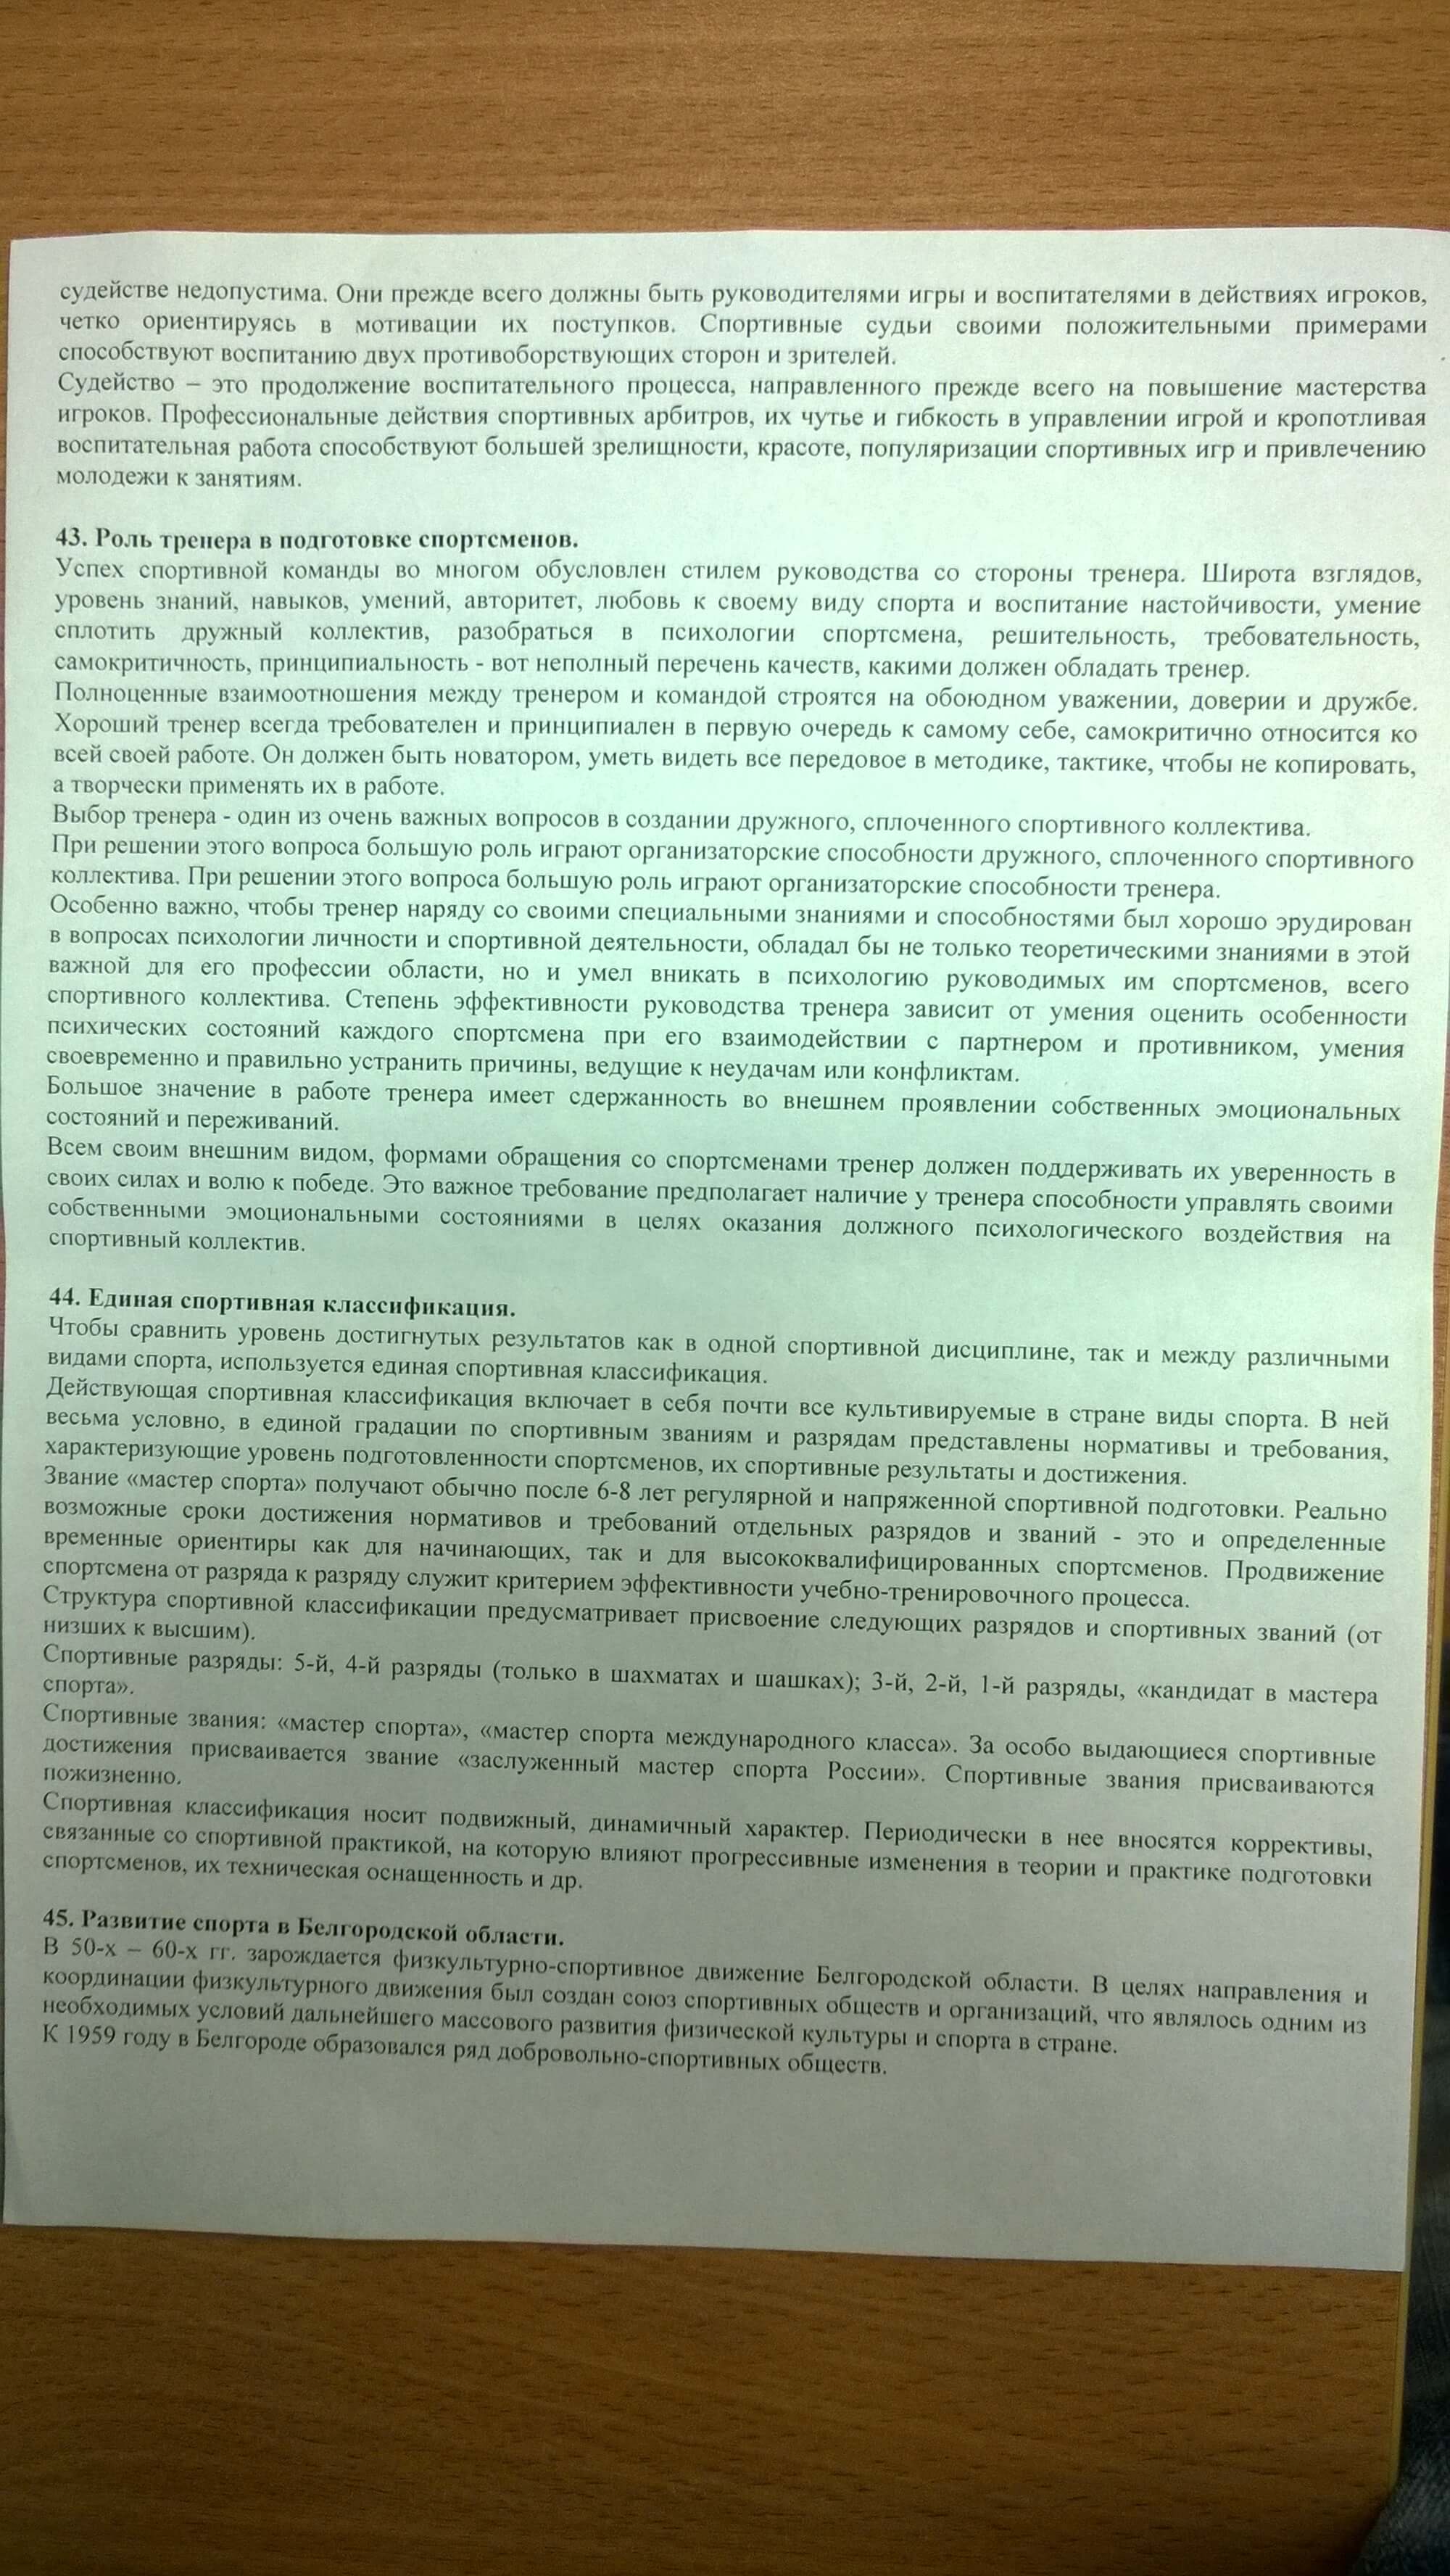 судействе недопустима. Они прежде всего должны быть руководителями игры и воспитателями в действиях игроков,
четко ориентируясь в мотивации их поступков. Спортивные судьи своими положительными примерами
способствуют воспитанию двух противоборствующих сторон и зрителей.
Судейство – это продолжение воспитательного процесса, направленного прежде всего на повышение мастерства
игроков. Профессиональные действия спортивных арбитров, их чутье и гибкость в управлении игрой и кропотливая
воспитательная работа способствуют большей зрелищности, красоте, популяризации спортивных игр и привлечению
молодежи к занятиям.
43. Роль тренера в подготовке спортсменов.
Успех спортивной команды во многом обусловлен стилем руководства со стороны тренера. Широта взглядов,
уровень знаний, навыков, умений, авторитет, любовь к своему виду спорта и воспитание настойчивости, умение
сплотить дружный коллектив, разобраться в психологии спортсмена, решительность, требовательность,
самокритичность, принципиальность - вот неполный перечень качеств, какими должен обладать тренер.
Полноценные взаимоотношения между тренером и командой строятся на обоюдном уважении, доверии и дружбе.
Хороший тренер всегда требователен и принципиален в первую очередь к самому себе, самокритично относится ко
всей своей работе. Он должен быть новатором, уметь видеть все передовое в методике, тактике, чтобы не копировать,
а творчески применять их в работе.
Выбор тренера - один из очень важных вопросов в создании дружного, сплоченного спортивного коллектива.
При решении этого вопроса большую роль играют организаторские способности дружного, сплоченного спортивного
коллектива. При решении этого вопроса большую роль играют организаторские способности тренера.
Особенно важно, чтобы тренер наряду со своими специальными знаниями и способностями был хорошо эрудирован
в вопросах психологии личности и спортивной деятельности, обладал бы не только теоретическими знаниями в этой
важной для его профессии области, но и умел вникать в психологию руководимых им спортсменов, всего
спортивного коллектива. Степень эффективности руководства тренера зависит от умения оценить особенности
психических состояний каждого спортсмена при его взаимодействии с партнером и противником, умения
своевременно и правильно устранить причины, ведущие к неудачам или конфликтам.
Большое значение в работе тренера имеет сдержанность во внешнем проявлении собственных эмоциональных
состояний и переживаний.
Всем своим внешним видом, формами обращения со спортсменами тренер должен поддерживать их уверенность в
своих силах и волю к победе. Это важное требование предполагает наличие у тренера способности управлять своими
собственными эмоциональными состояниями в целях оказания должного психологического воздействия на
спортивный коллектив.
44. Единая спортивная классификация.
Чтобы сравнить уровень достигнутых результатов как в одной спортивной дисциплине, так и между различными
видами спорта, используется единая спортивная классификация.
Действующая спортивная классификация включает в себя почти все культивируемые в стране виды спорта. В ней
весьма условно, в единой градации по спортивным званиям и разрядам представлены нормативы и требования,
характеризующие уровень подготовленности спортсменов, их спортивные результаты и достижения.
Звание «мастер спорта» получают обычно после 6-8 лет регулярной и напряженной спортивной подготовки. Реально
возможные сроки достижения нормативов и требований отдельных разрядов и званий - это и определенные
временные ориентиры как для начинающих, так и для высококвалифицированных спортсменов. Продвижение
спортсмена от разряда к разряду служит критерием эффективности учебно-тренировочного процесса.
Структура спортивной классификации предусматривает присвоение следующих разрядов и спортивных званий (от
низших к высшим).
Спортивные разряды: 5-й, 4-й разряды (только в шахматах и шашках); 3-й, 2-й, 1-й разряды, «кандидат в мастера
спорта».
Спортивные звания: «мастер спорта», «мастер спорта международного класса». За особо выдающиеся спортивные
достижения присваивается звание «заслуженный мастер спорта России». Спортивные звания присваиваются
пожизненно.
Спортивная классификация носит подвижный, динамичный характер. Периодически в нее вносятся коррективы,
связанные со спортивной практикой, на которую влияют прогрессивные изменения в теории и практике подготовки
спортсменов, их техническая оснащенность и др.
45. Развитие спорта в Белгородской области.
В 50-х – 60-х гг. зарождается физкультурно-спортивное движение Белгородской области. В целях направления и
координации физкультурного движения был создан союз спортивных обществ и организаций, что являлось одним из
необходимых условий дальнейшего массового развития физической культуры и спорта в стране.
К 1959 году в Белгороде образовался ряд добровольно-спортивных обществ.